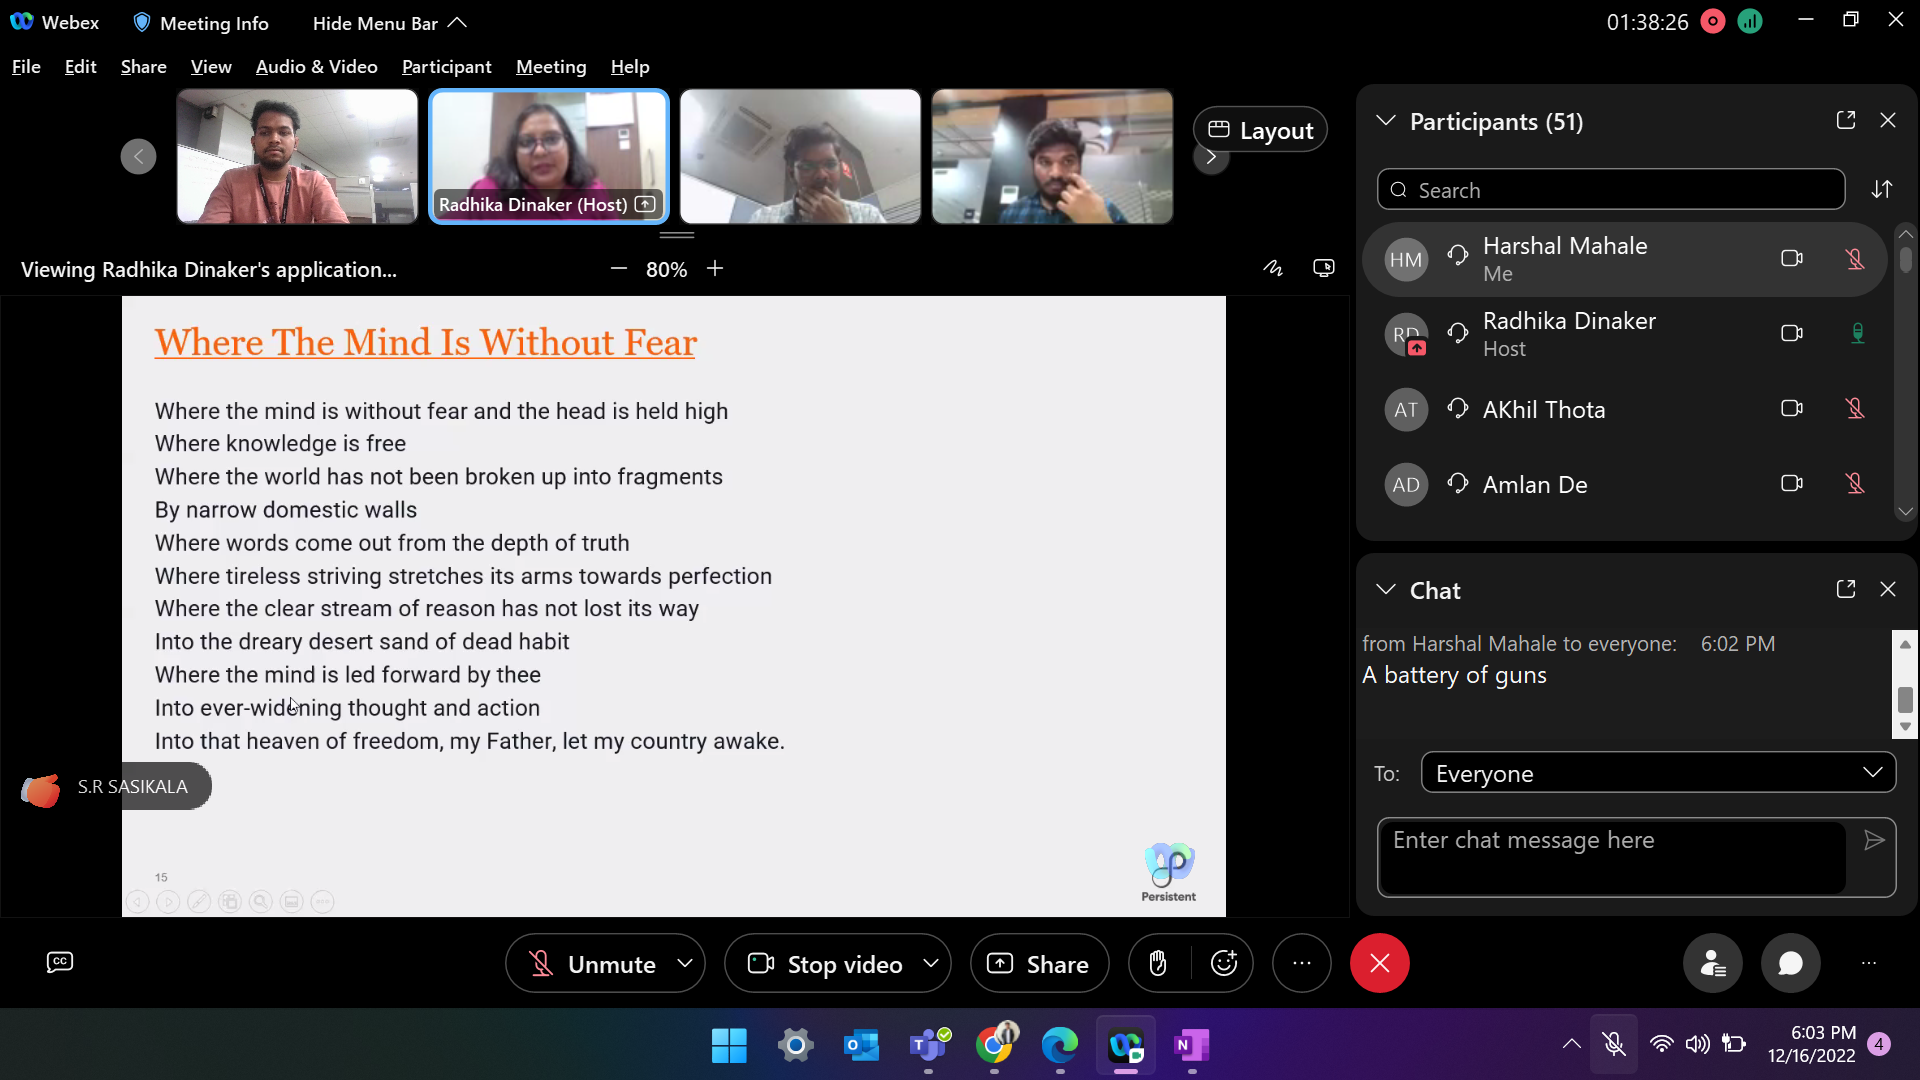 Webex
Meeting Info
Hide Menu Bar
01:38:26
File Edit Share View Audio & Video Participant Meeting Help
Radhika Dinaker (Host)
Layout
Viewing Radhika Dinaker's application...
80%
Where The Mind Is Without Fear
Where the mind is without fear and the head is held high
Where knowledge is free
Where the world has not been broken up into fragments
By narrow domestic walls
Where words come out from the depth of truth
Where tireless striving stretches its arms towards perfection
Where the clear stream of reason has not lost its way
Into the dreary desert sand of dead habit
Where the mind is led forward by thee
Into ever-widening thought and action
Into that heaven of freedom, my Father, let my country awake.
S.R SASIKALA
15
Persistent
Participants (51)
Search
HM Harshal Mahale
Me
RD Radhika Dinaker
Host
AT AKhil Thota
AD Amlan De
Chat
from Harshal Mahale to everyone: 6:02 PM
A battery of guns
To: Everyone
Enter chat message here
CC
Unmute
Stop video
Share
6:03 PM
12/16/2022
4